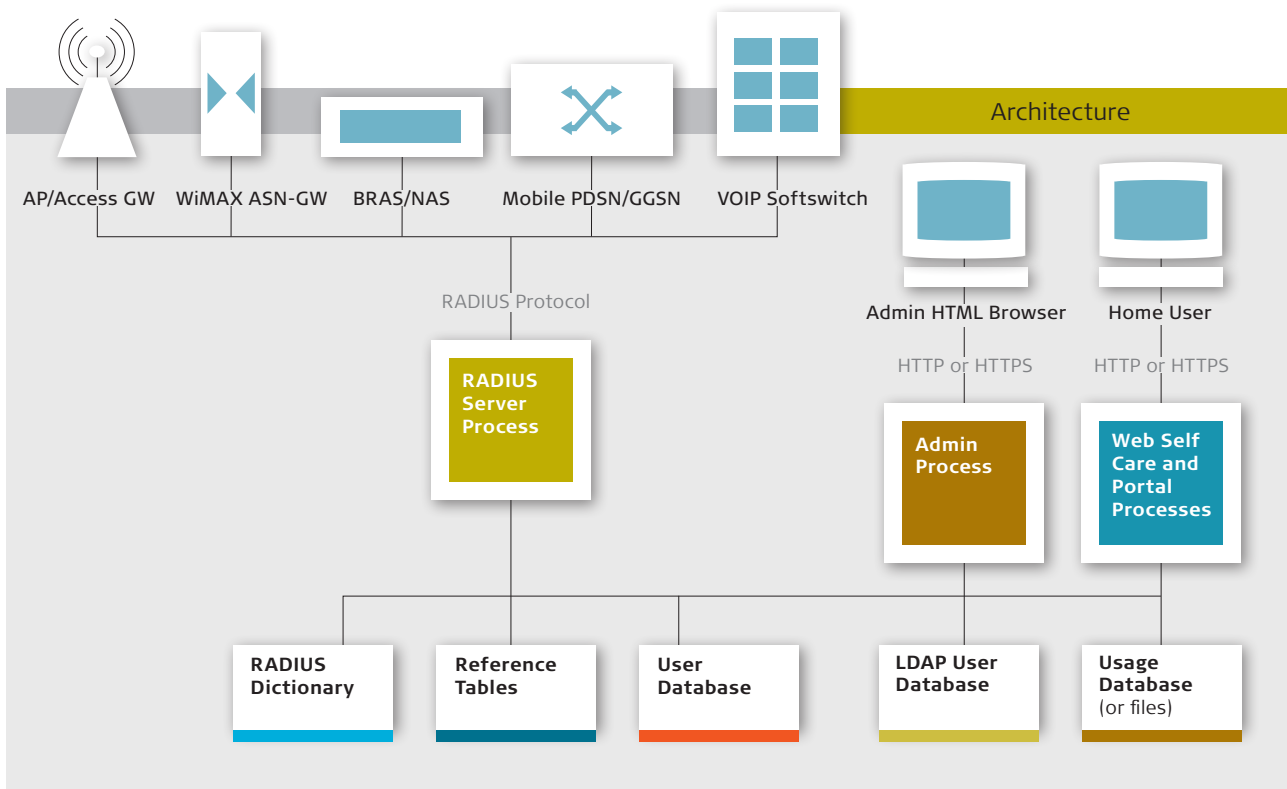 Architecture
AP/Access GW
WiMAX ASN-GW
BRAS/NAS
Mobile PDSN/GGSN
VOIP Softswitch
RADIUS Protocol
Admin HTML Browser
Home User
HTTP or HTTPS
HTTP or HTTPS
RADIUS
Server
Process
Admin
Process
Web Self
Care and
Portal
Processes
RADIUS
Dictionary
Reference
Tables
User
Database
LDAP User
Database
Usage
Database
(or files)